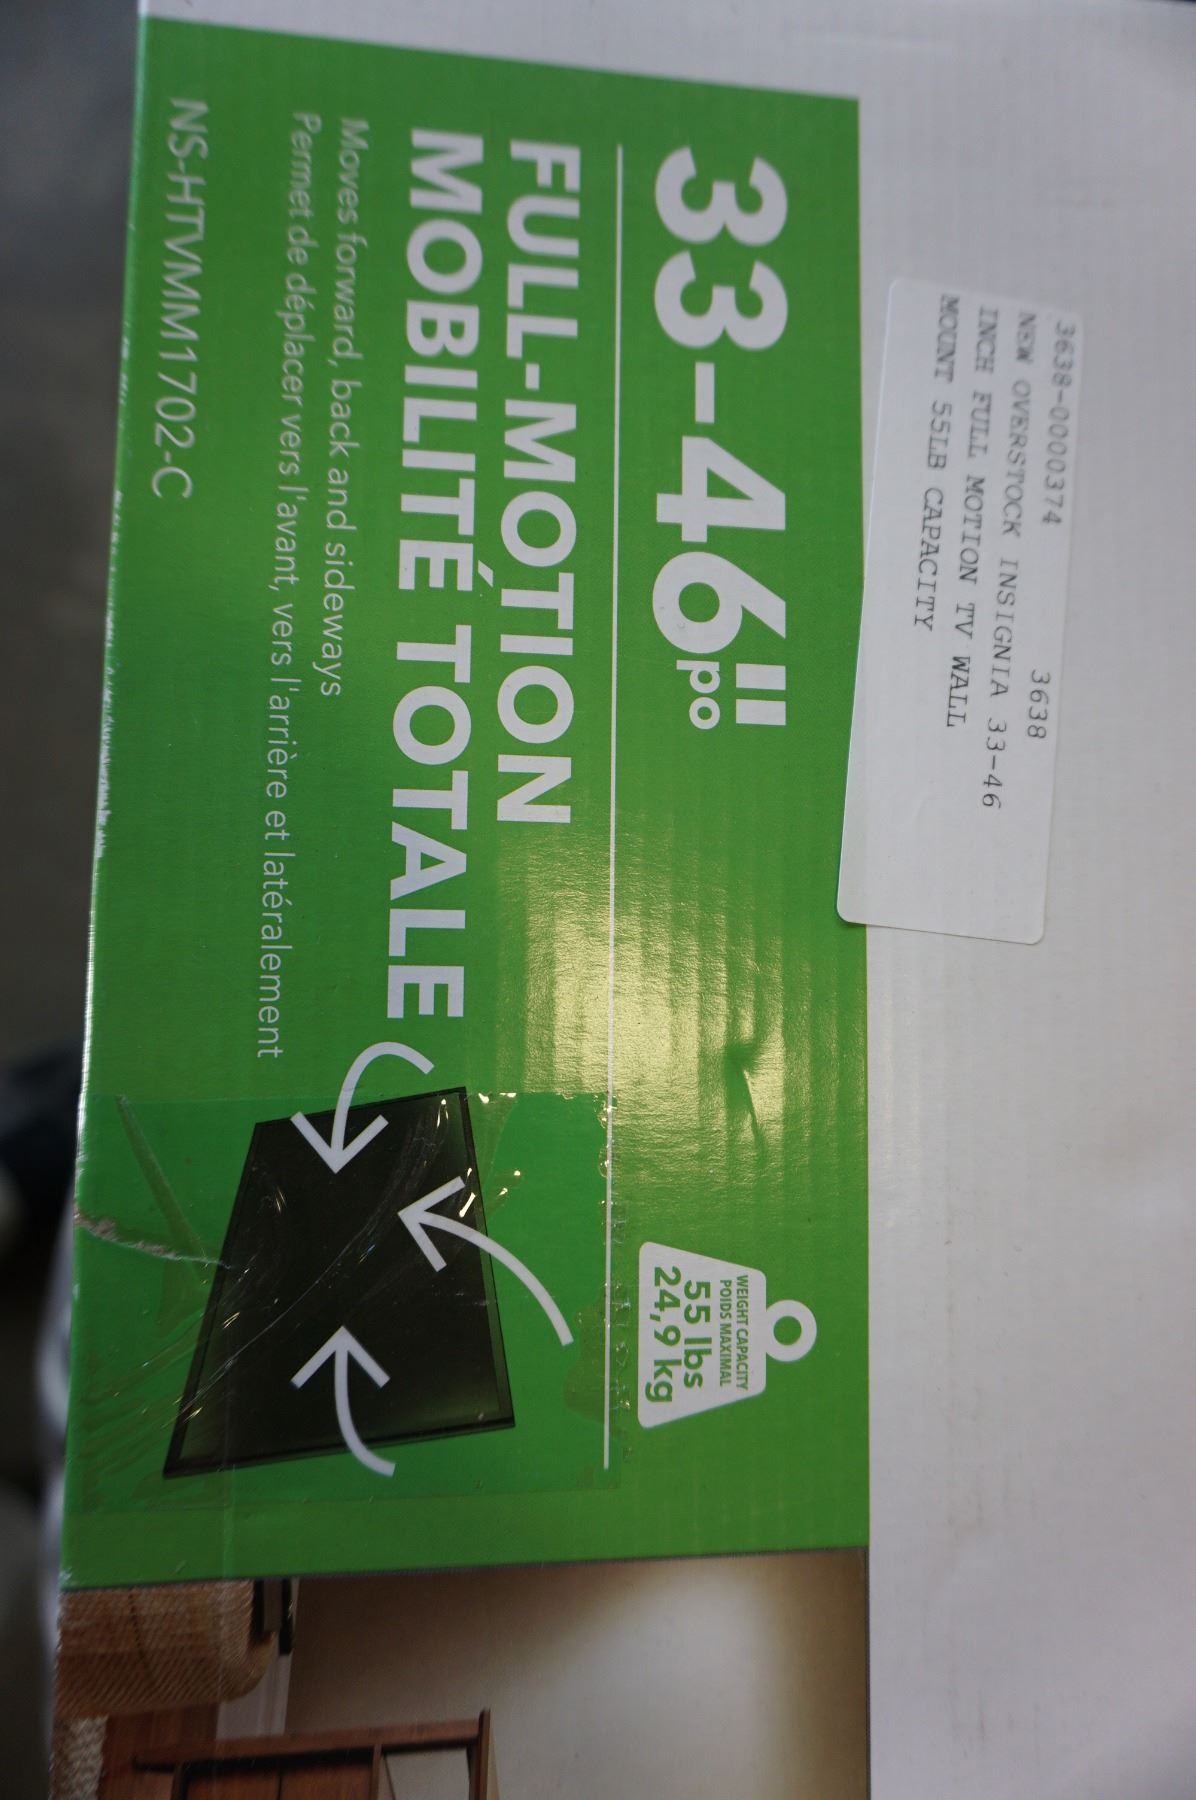 3638-0000374 3638
NEW OVERSTOCK INSIGNIA 33-46
INCH FULL MOTION TV WALL
MOUNT 55LB CAPACITY
33-46" po
WEIGHT CAPACITY
POIDS MAXIMAL
55 lbs
24,9 kg
FULL-MOTION
MOBILITÉ TOTALE
Moves forward, back and sideways
Permet de déplacer vers l'avant, vers l'arrière et latéralement
NS-HTVMM1702-C